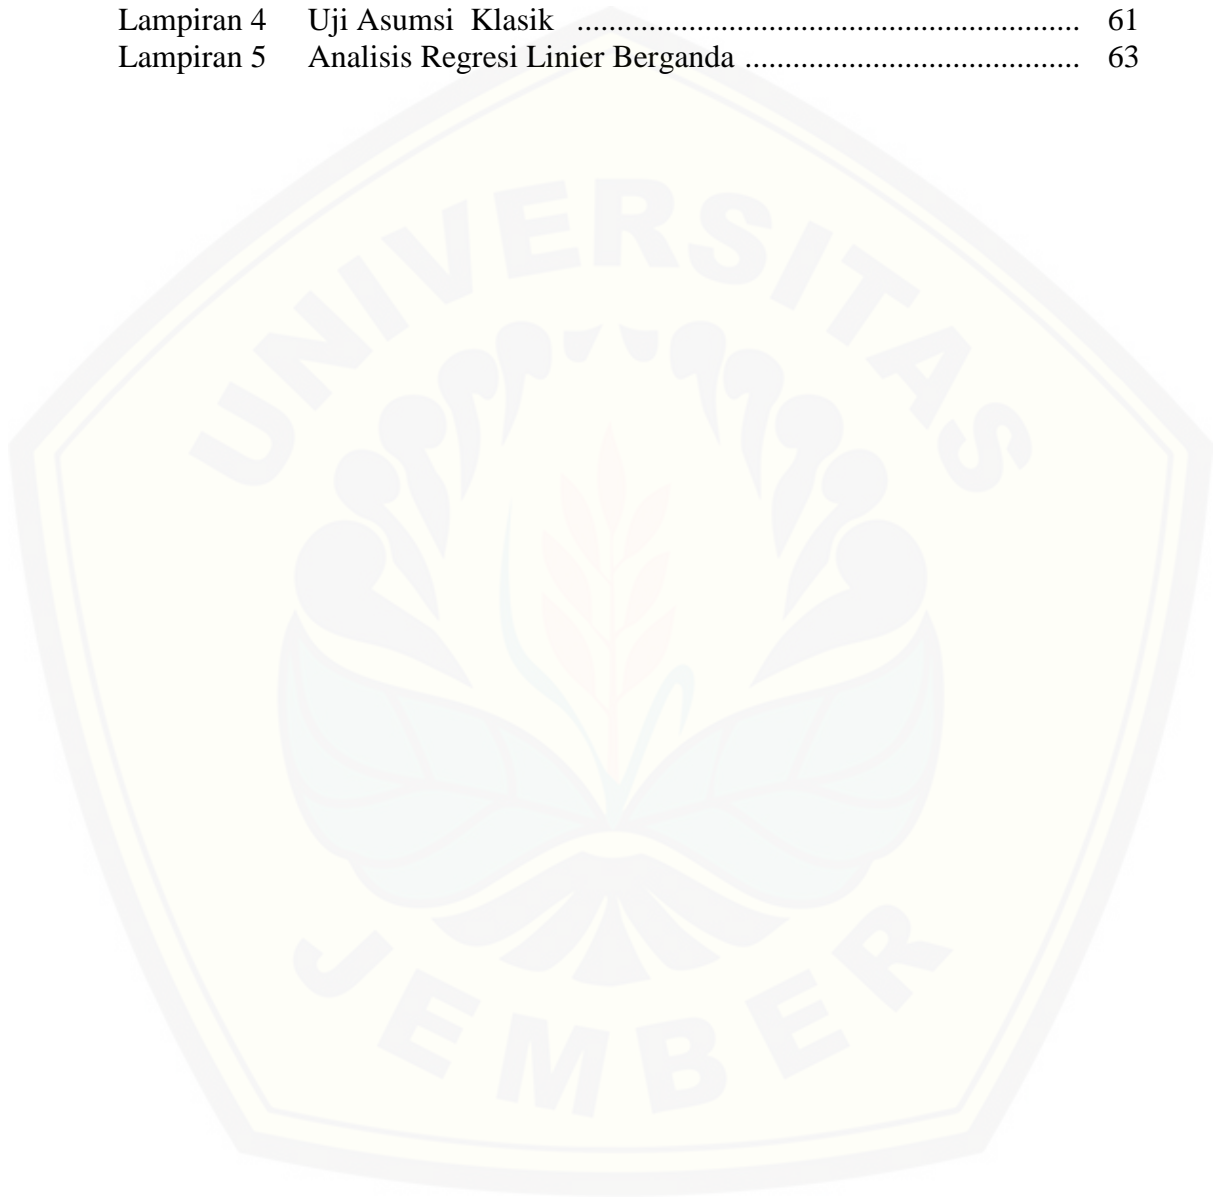 Lampiran 4 Uji Asumsi Klasik .............................................................. 61
Lampiran 5 Analisis Regresi Linier Berganda ......................................... 63
UNIVERSITAS
JEMBER